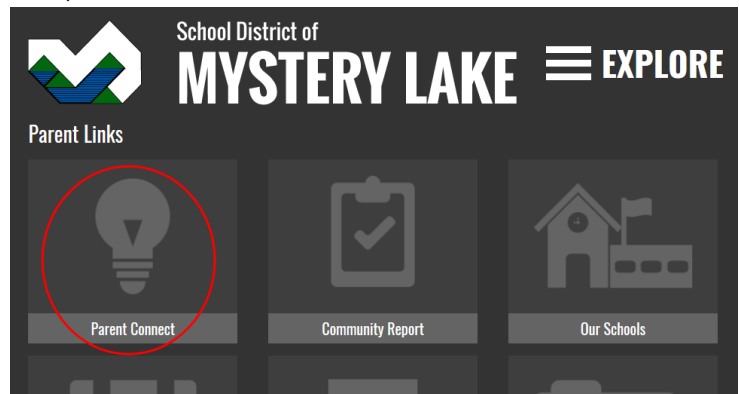 School District of
MYSTERY LAKE
EXPLORE
Parent Links
Parent Connect
Community Report
Our Schools